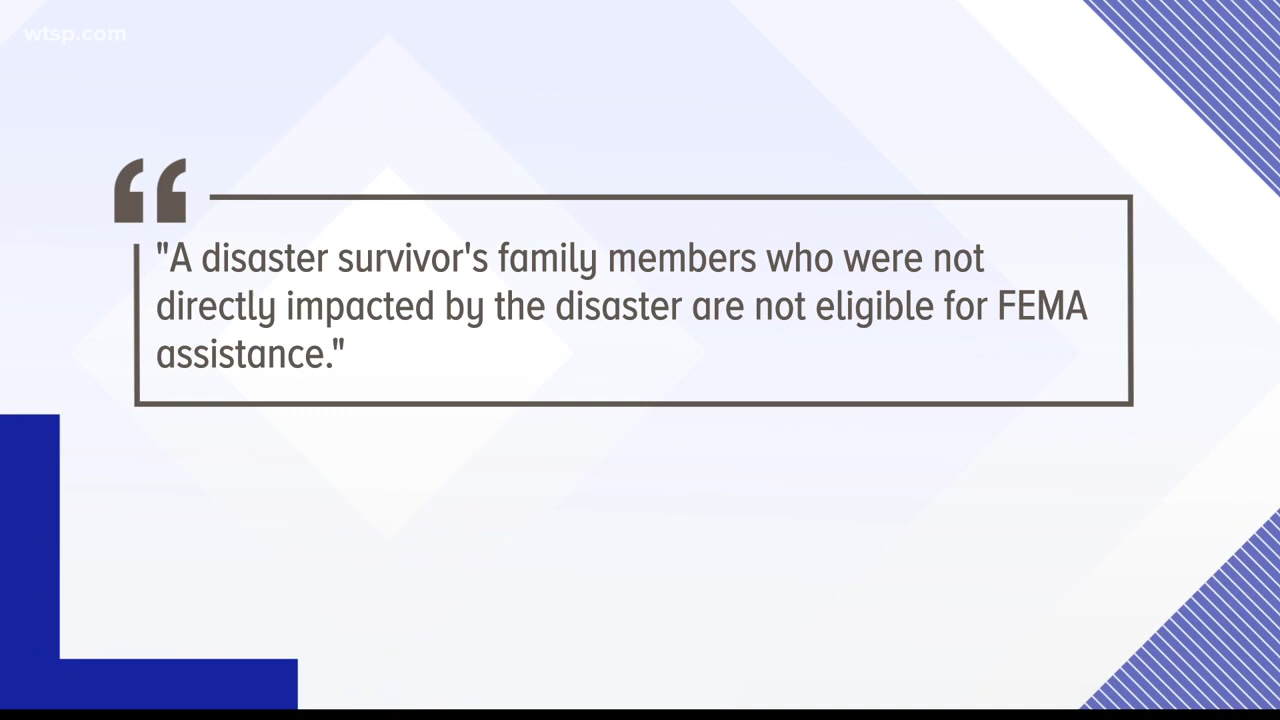 wtsp.com
"A disaster survivor's family members who were not
directly impacted by the disaster are not eligible for FEMA
assistance."